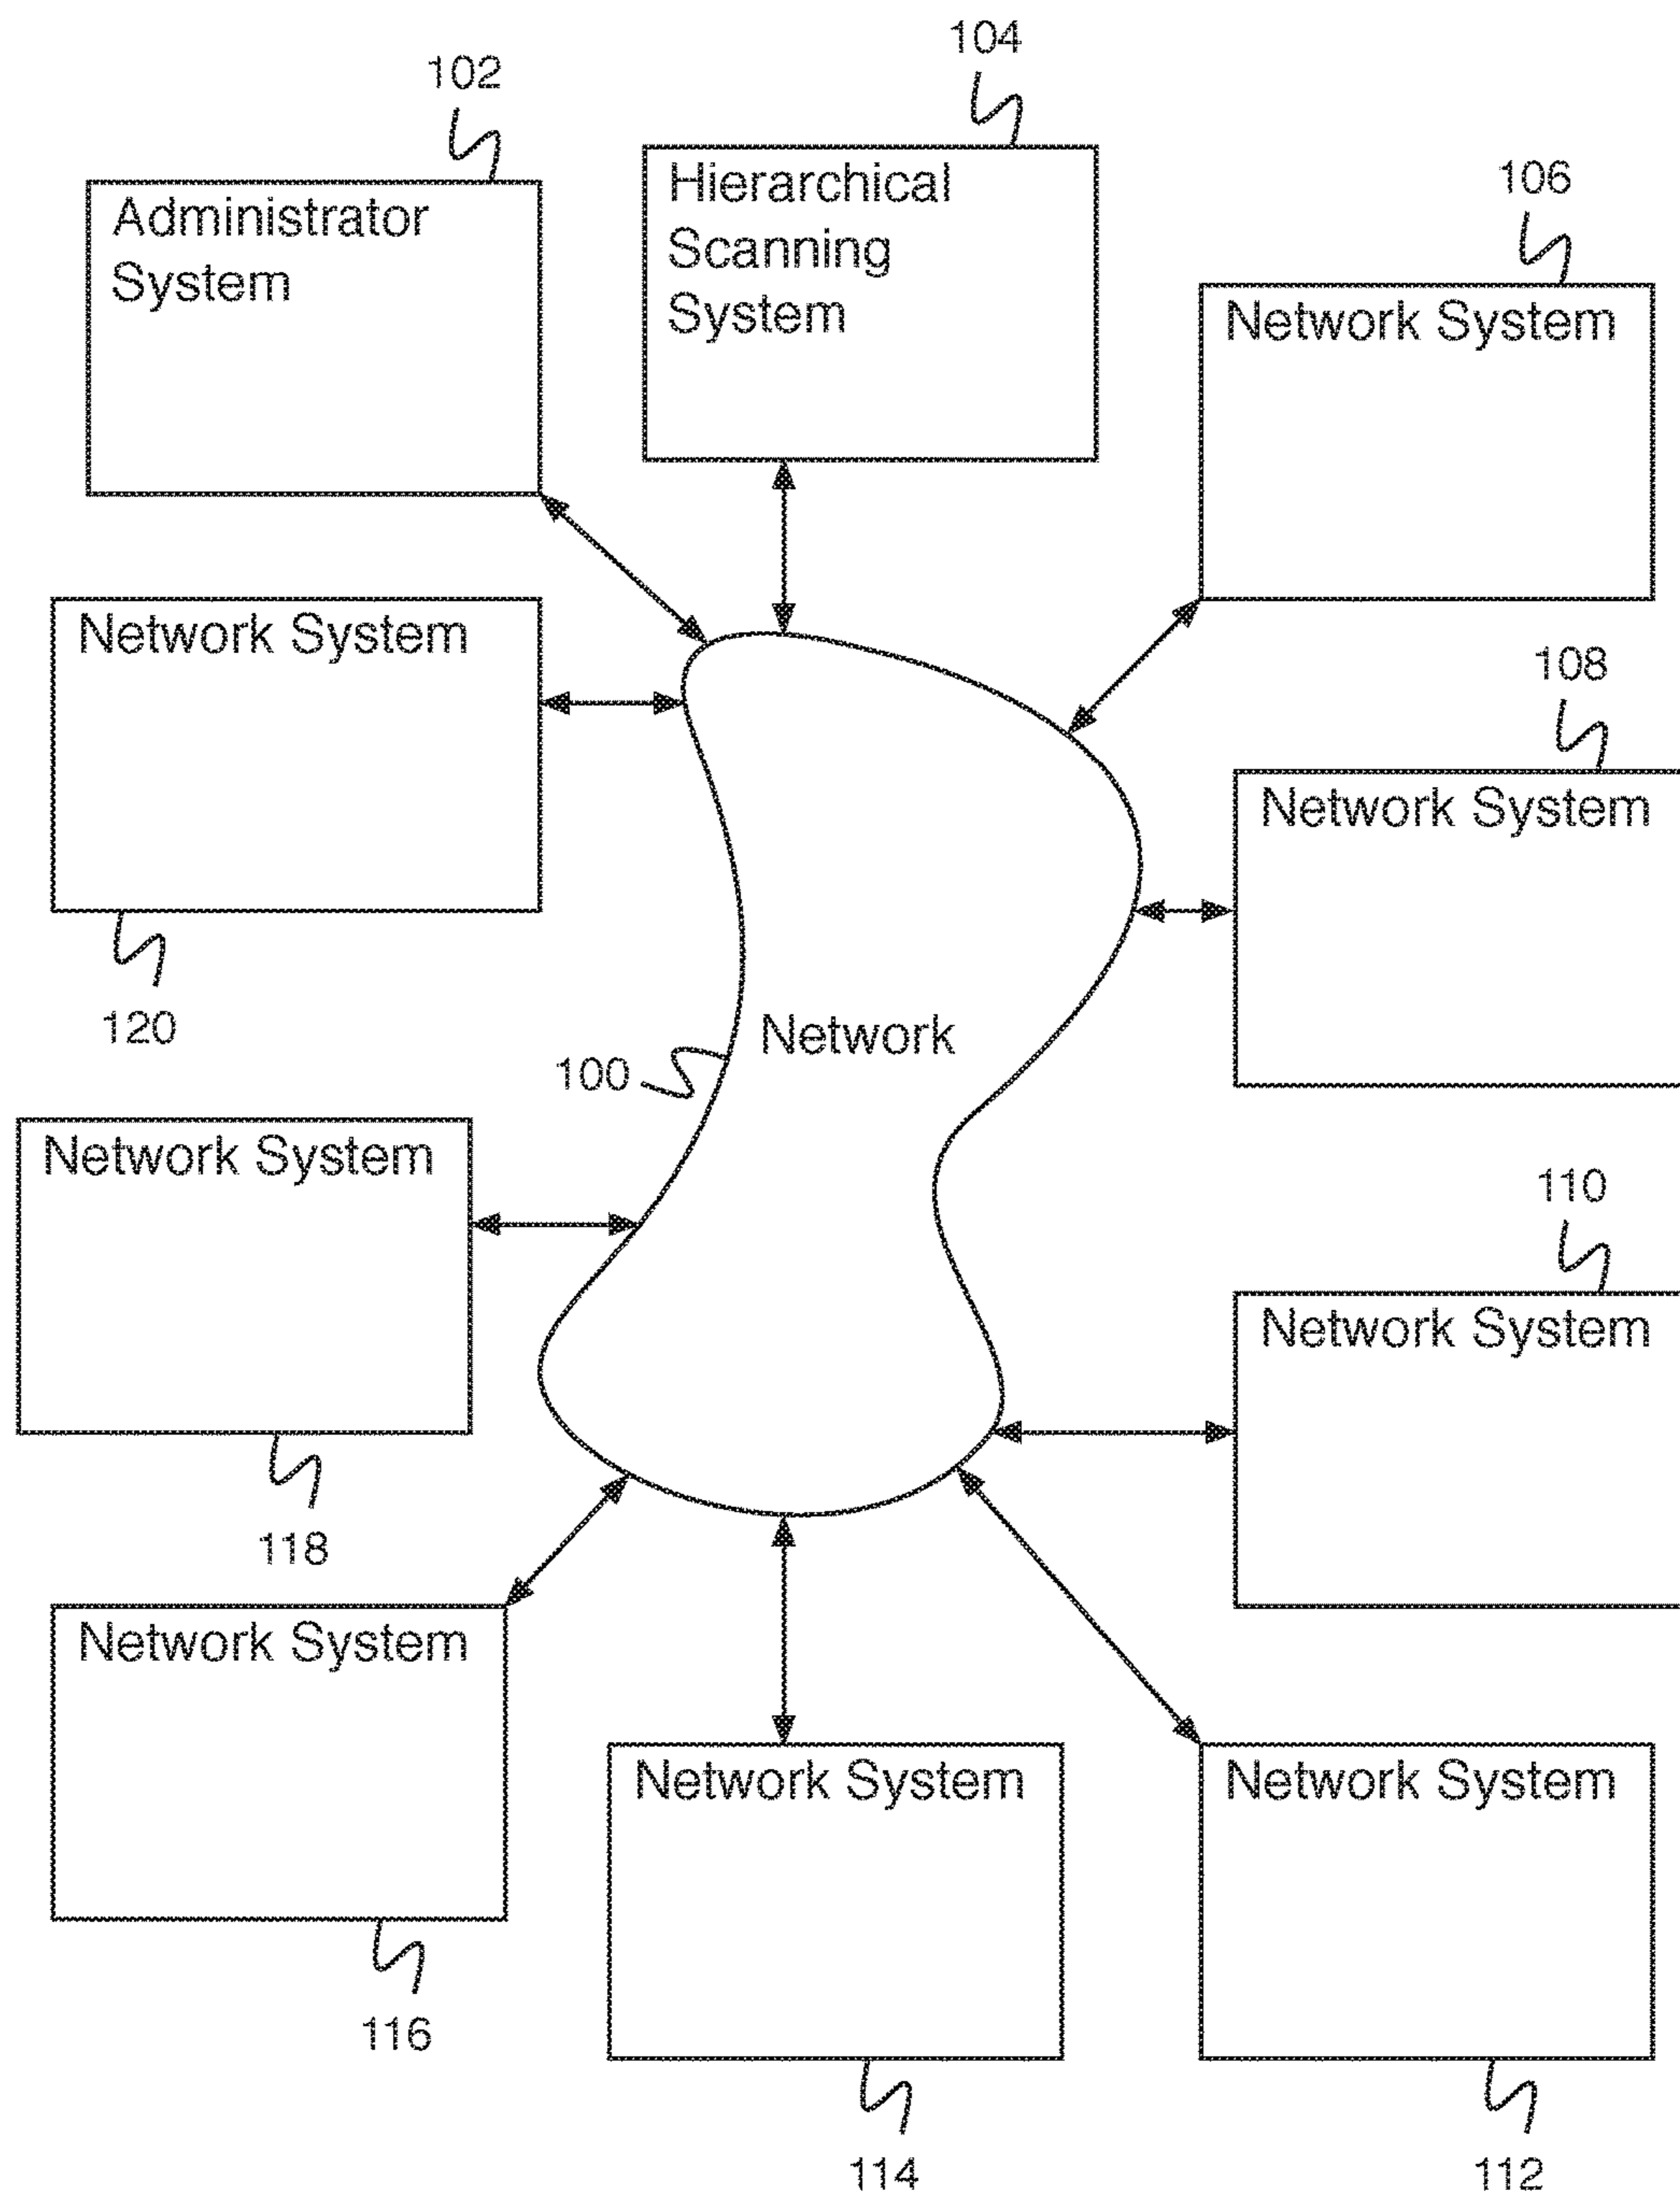 104
102
Hierarchical
Scanning
System
Administrator
System
106
Network System
Network System
108
Network System
120
Network
100
Network System
110
Network System
118
Network System
Network System
Network System
116
114
112